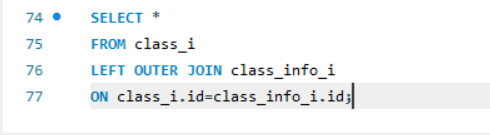 74 SELECT *
75 FROM class_i
76 LEFT OUTER JOIN class_info_i
77 ON class_i.id=class_info_i.id;